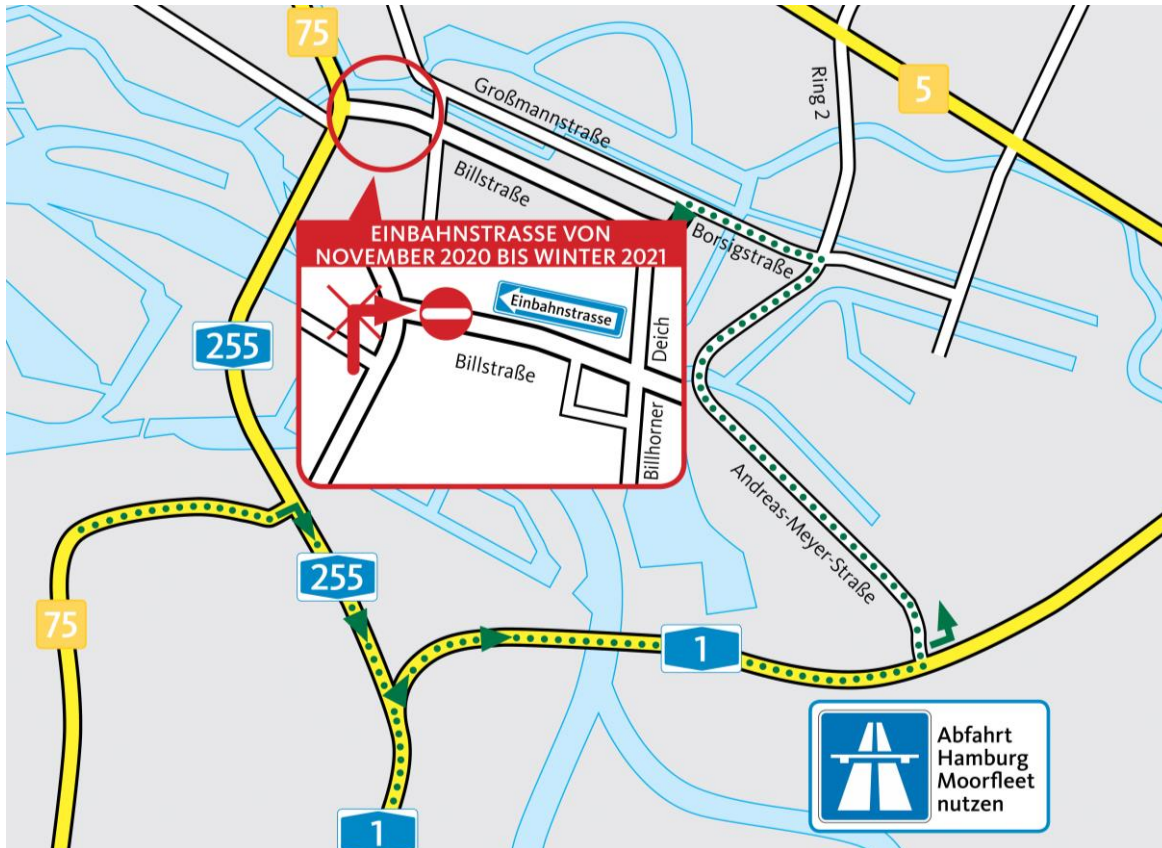 75
5
Großmannstraße
Ring 2
Billstraße
Borsigstraße
EINBAHNSTRASSE VON
NOVEMBER 2020 BIS WINTER 2021
Einbahnstrasse
Billstraße
Billhorner
Deich
255
255
75
Andreas-Meyer-Straße
1
1
Abfahrt
Hamburg
Moorfleet
nutzen